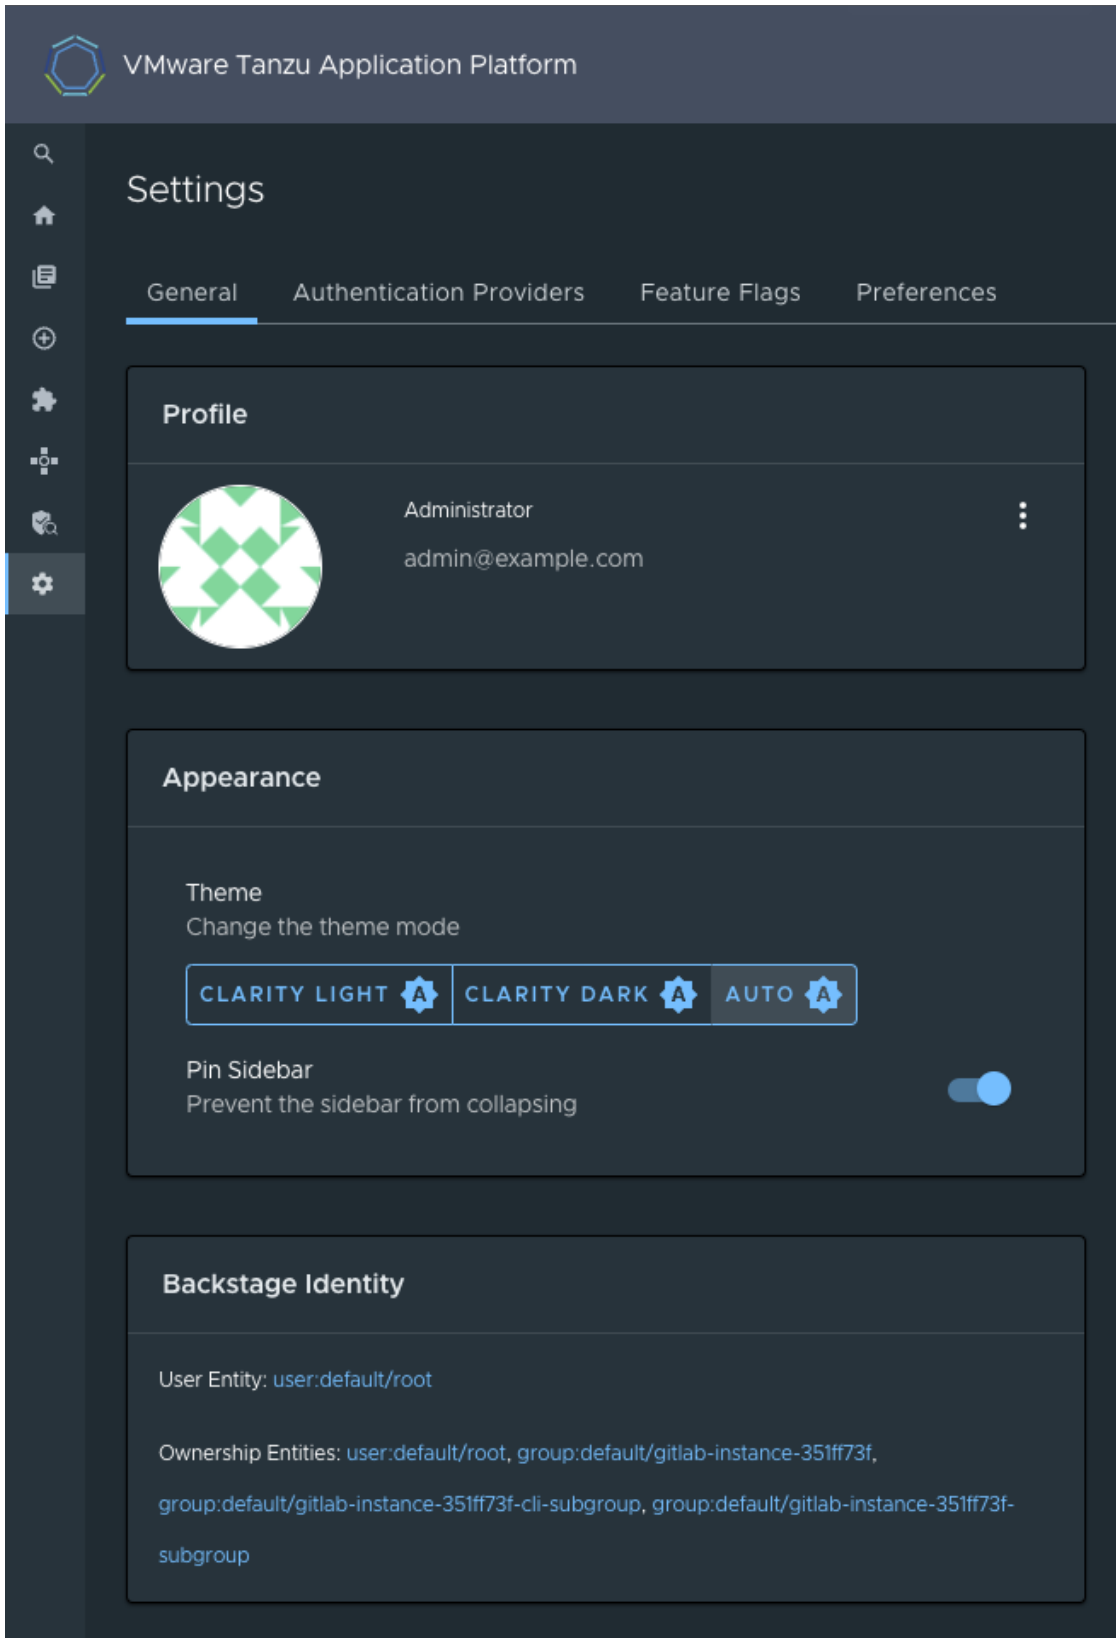 VMware Tanzu Application Platform
Settings
General Authentication Providers Feature Flags Preferences
Profile
Administrator
admin@example.com
Appearance
Theme
Change the theme mode
CLARITY LIGHT A CLARITY DARK A AUTO A
Pin Sidebar
Prevent the sidebar from collapsing
Backstage Identity
User Entity: user:default/root
Ownership Entities: user:default/root, group:default/gitlab-instance-351ff73f,
group:default/gitlab-instance-351ff73f-cli-subgroup, group:default/gitlab-instance-351ff73f-
subgroup